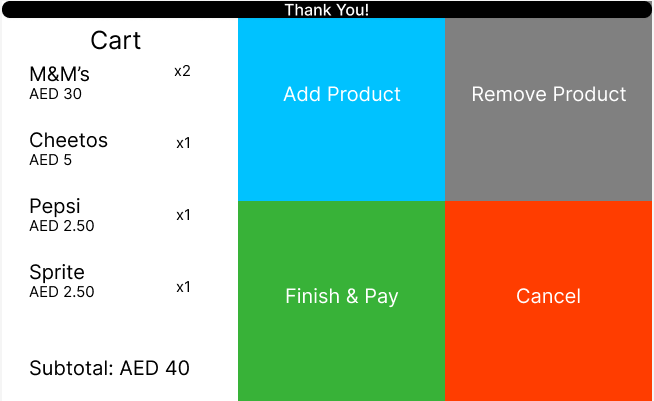 Thank You!
Cart
M&M’s x2
AED 30
Cheetos x1
AED 5
Pepsi x1
AED 2.50
Sprite x1
AED 2.50
Subtotal: AED 40
Add Product
Remove Product
Finish & Pay
Cancel